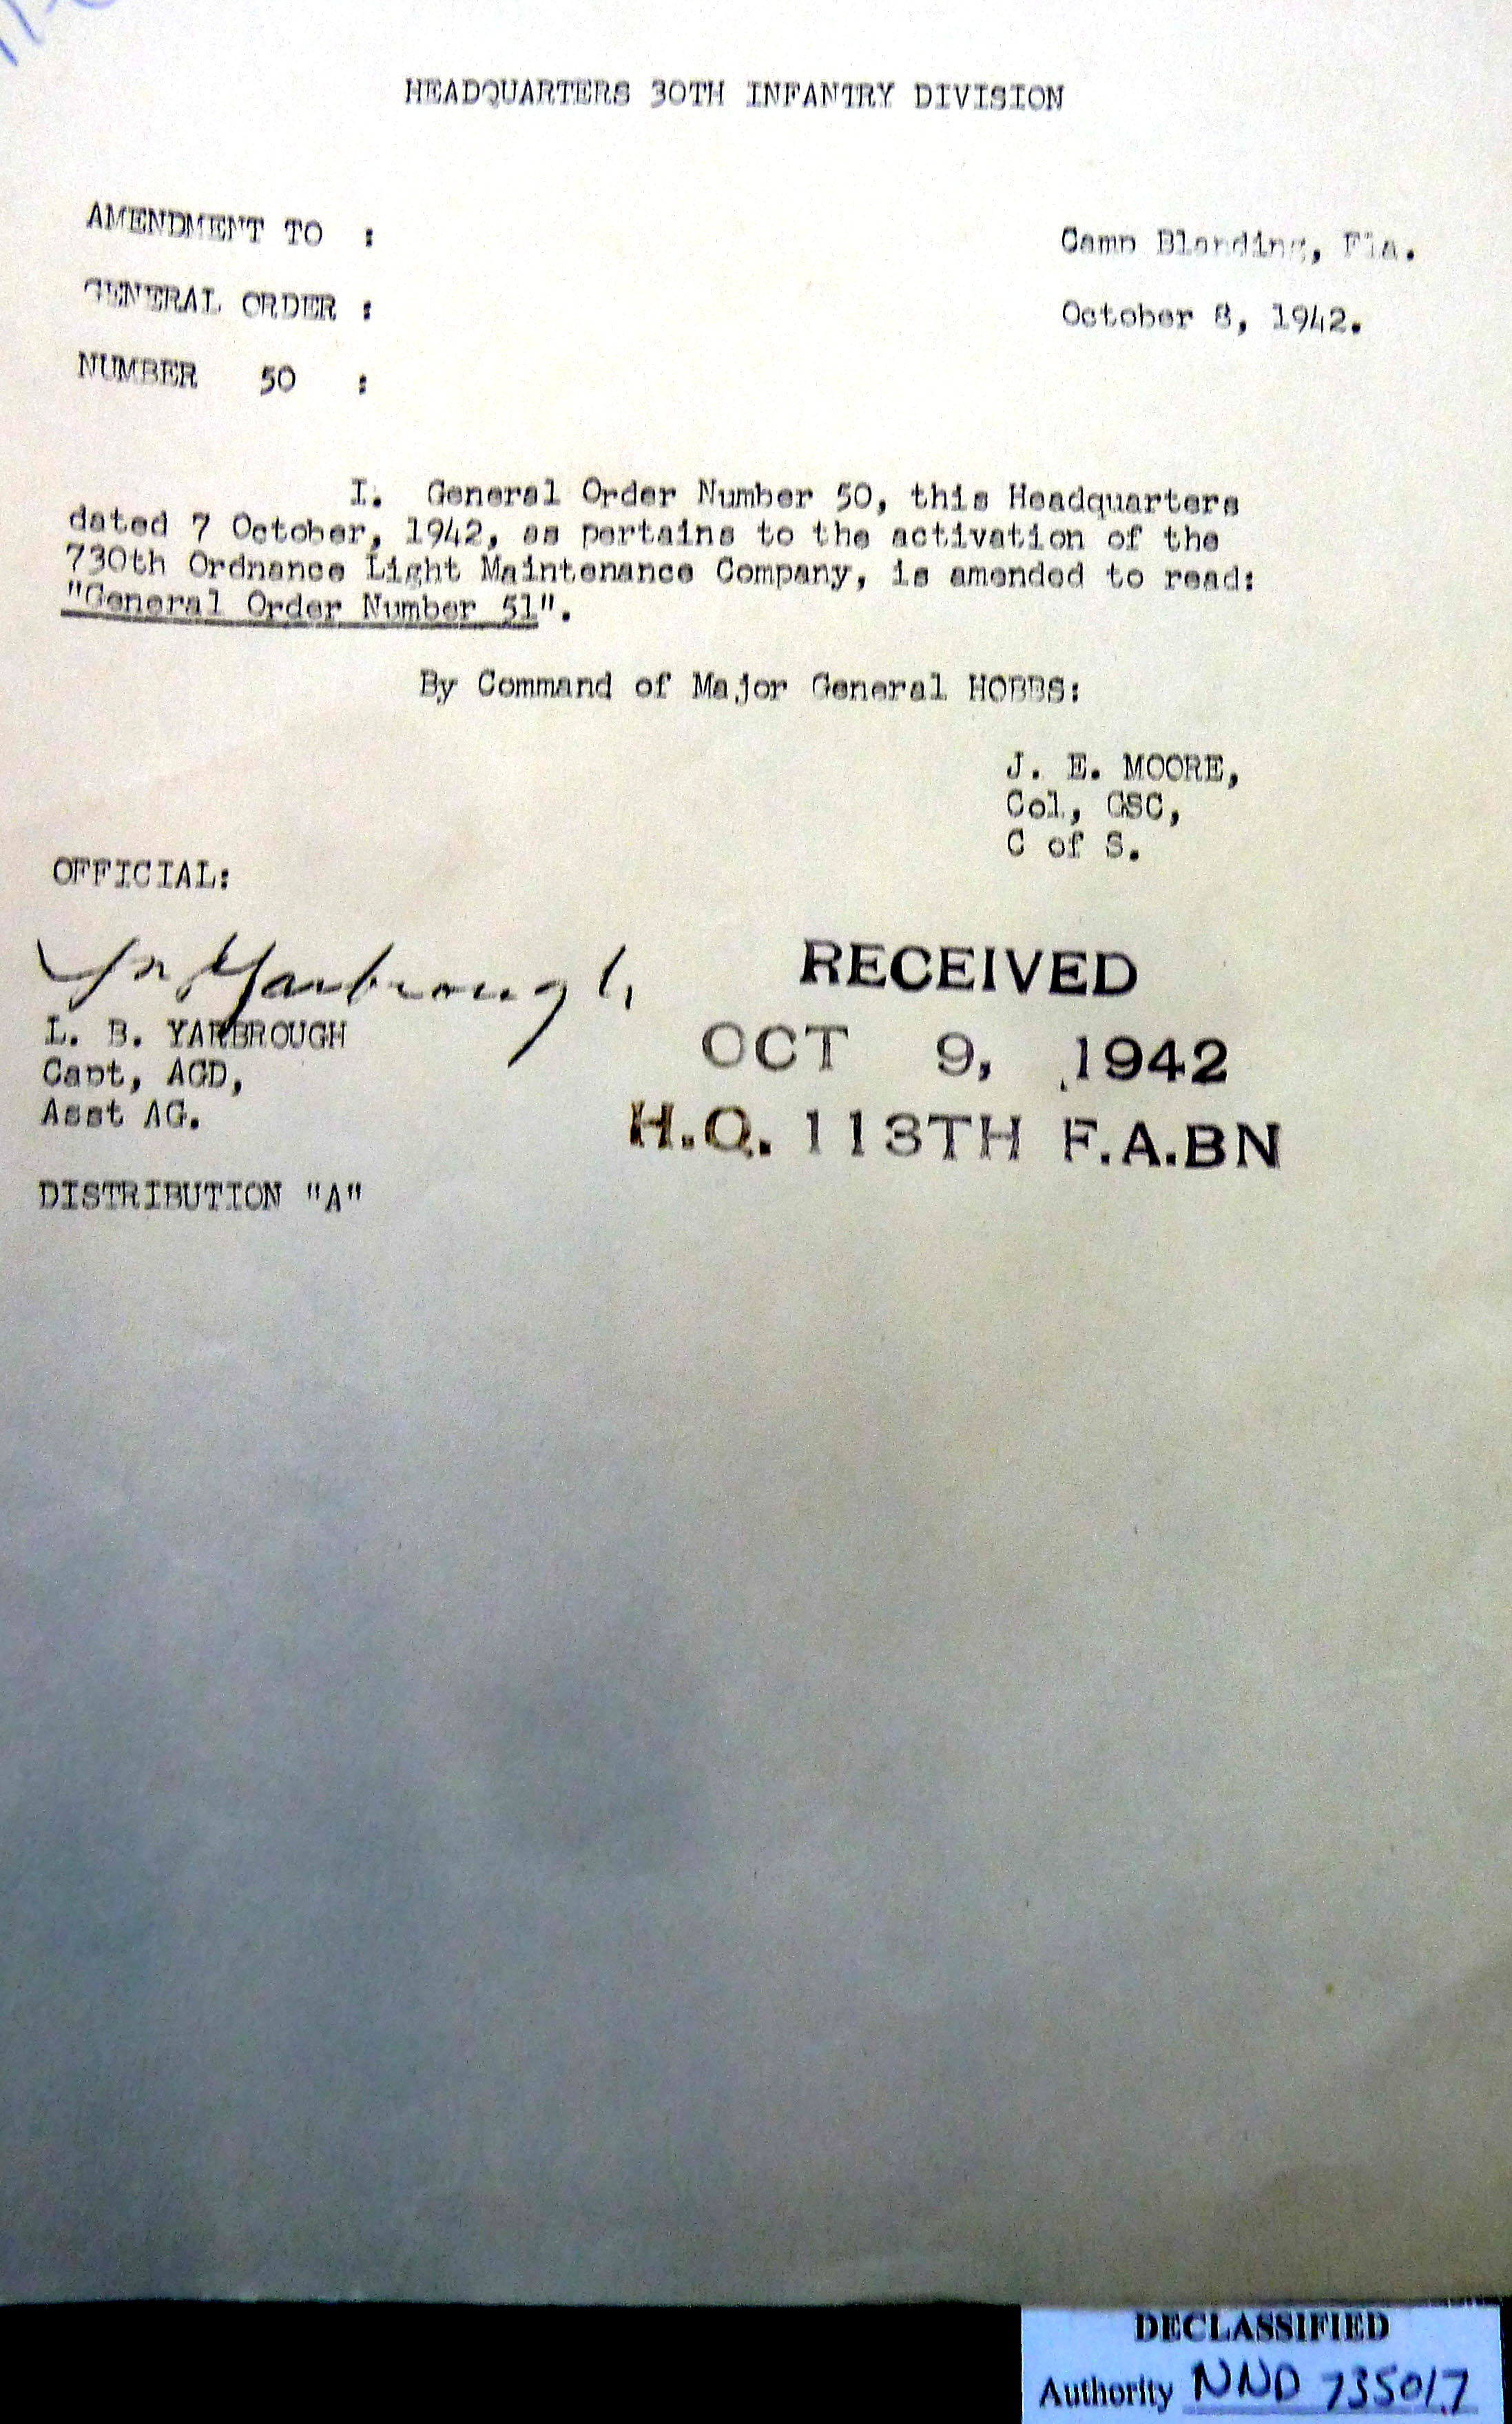 HEADQUARTERS 30TH INFANTRY DIVISION
AMENDMENT TO :
Camp Blanding, Fla.
GENERAL ORDER :
October 8, 1942.
NUMBER 50 :
I. General Order Number 50, this Headquarters
dated 7 October, 1942, as pertains to the activation of the
730th Ordnance Light Maintenance Company, is amended to read:
"General Order Number 51".
By Command of Major General HOBBS:
J. E. MOORE,
Col, GSC,
C of S.
OFFICIAL:
Yarbrough
L. B. YARBROUGH
Capt, AGD,
Asst AG.
RECEIVED
OCT 9, 1942
H.Q. 113TH F.A.BN
DISTRIBUTION "A"
DECLASSIFIED
Authority NND 735017